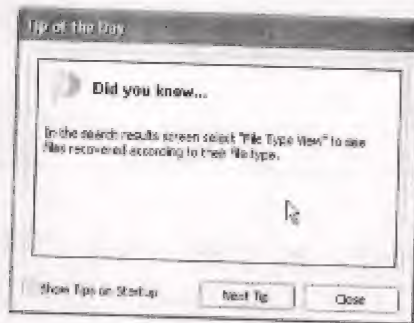 Tip of the Day
Did you know...
In the search results screen select "File Type View" to see
files recovered according to their file type.
Show Tips on Startup
Next Tip
Close